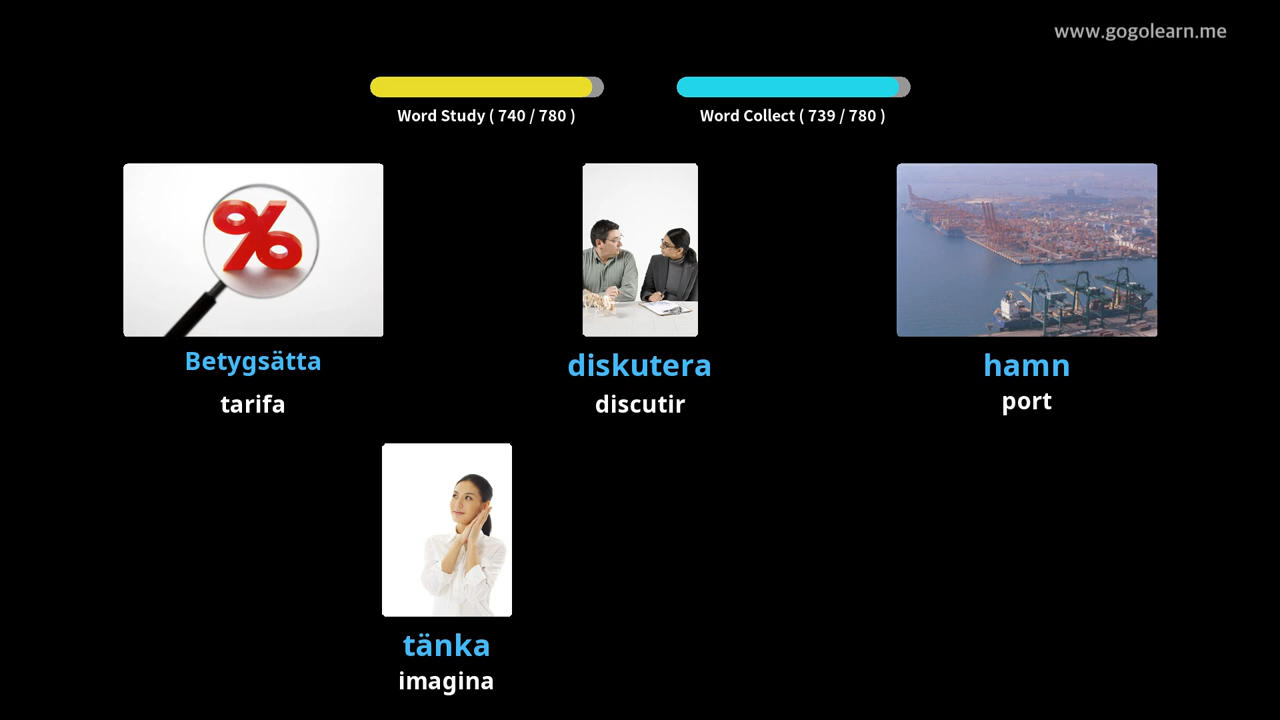 www.gogolearn.me
Word Study ( 740 / 780 )
Word Collect ( 739 / 780 )
Betygsätta
tarifa
diskutera
discutir
hamn
port
tänka
imagina